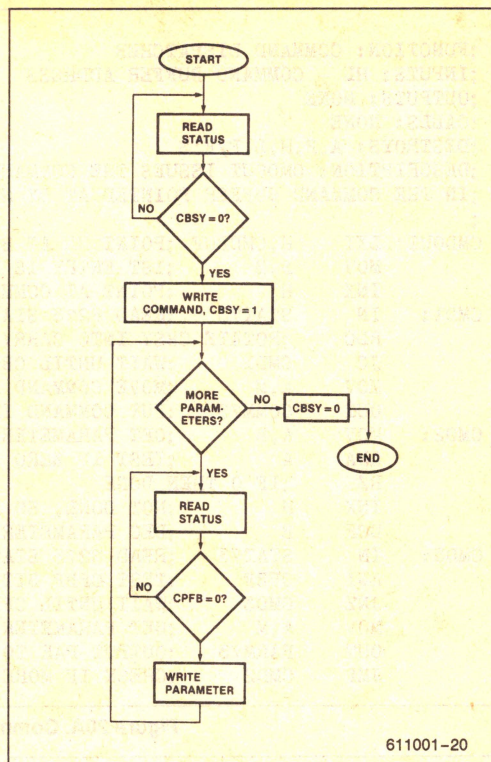 START
READ
STATUS
NO
CBSY = 0?
YES
WRITE
COMMAND, CBSY = 1
MORE
PARAM-
ETERS?
NO
CBSY = 0
END
YES
READ
STATUS
NO
CPFB = 0?
WRITE
PARAMETER
611001–20